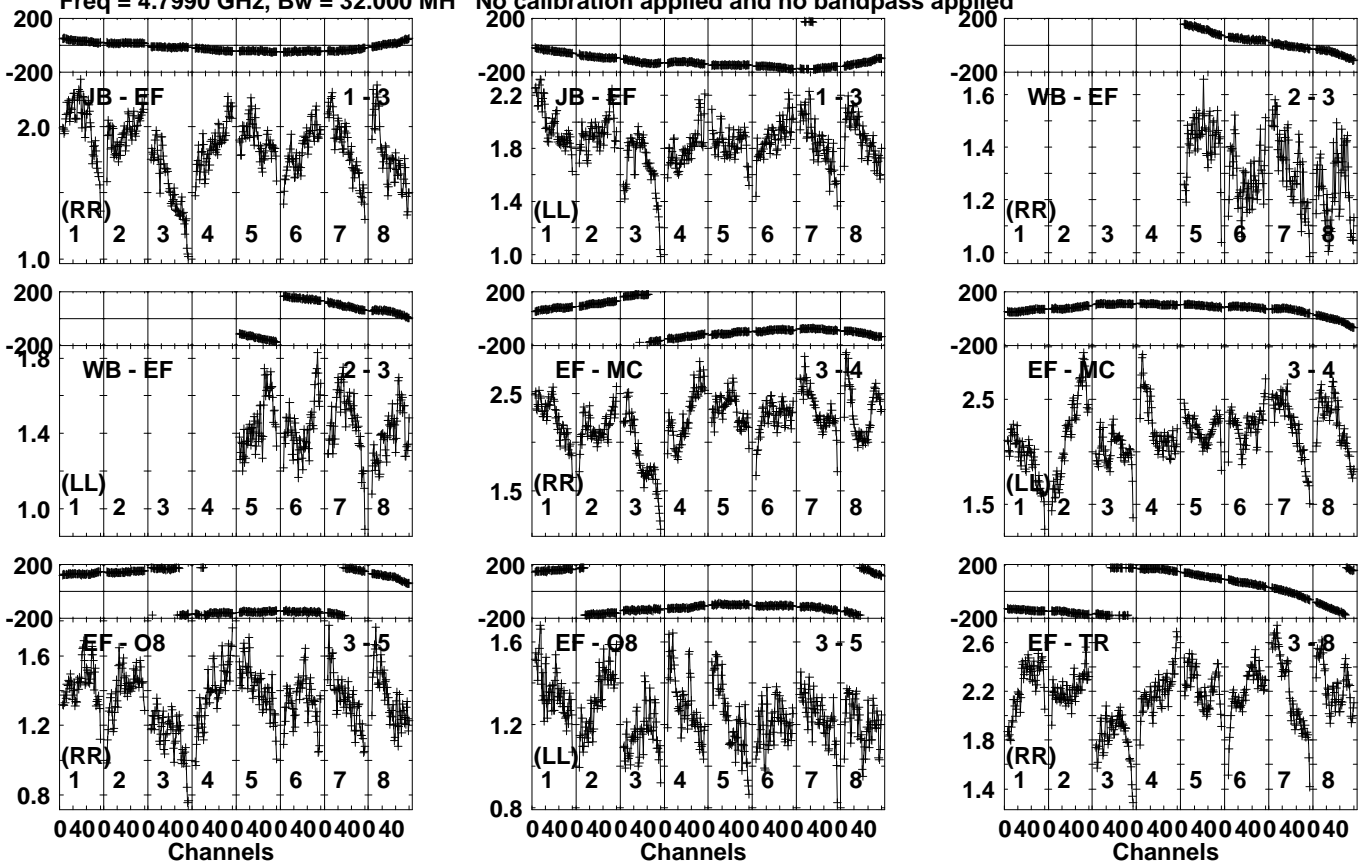 Freq = 4.7990 GHz, Bw = 32.000 MH No calibration applied and no bandpass applied
200 200 200
-200 -200 -200
JB - EF 1 - 3 JB - EF 1 - 3 WB - EF 2 - 3
2.0 2.2 1.6
1.8 1.4
1.4 1.2
(RR) (LL) (RR)
1 2 3 4 5 6 7 8 1 2 3 4 5 6 7 8 1 2 3 4 5 6 7 8
1.0 1.0 1.0
200 200 200
-200 -200 -200
1.8
WB - EF 2 - 3 EF - MC 3 - 4 EF - MC 3 - 4
2.5 2.5
1.4
(LL) (RR) (LL)
1.5 1.5
1 2 3 4 5 6 7 8 1 2 3 4 5 6 7 8 1 2 3 4 5 6 7 8
1.0
200 200 200
-200 -200 -200
EF - O8 3 - 5 EF - O8 3 - 5 EF - TR 3 - 8
1.6 1.6 2.6
2.2
1.2 1.2 1.8
(RR) (LL) (RR)
1 2 3 4 5 6 7 8 1 2 3 4 5 6 7 8 1 2 3 4 5 6 7 8
0.8 0.8 1.4
0 40 0 40 0 40 0 40 0 40 0 40 0 40 0 40 0 40 0 40 0 40 0 40 0 40 0 40 0 40 0 40 0 40 0 40 0 40 0 40 0 40 0 40 0 40 0 40
Channels Channels Channels